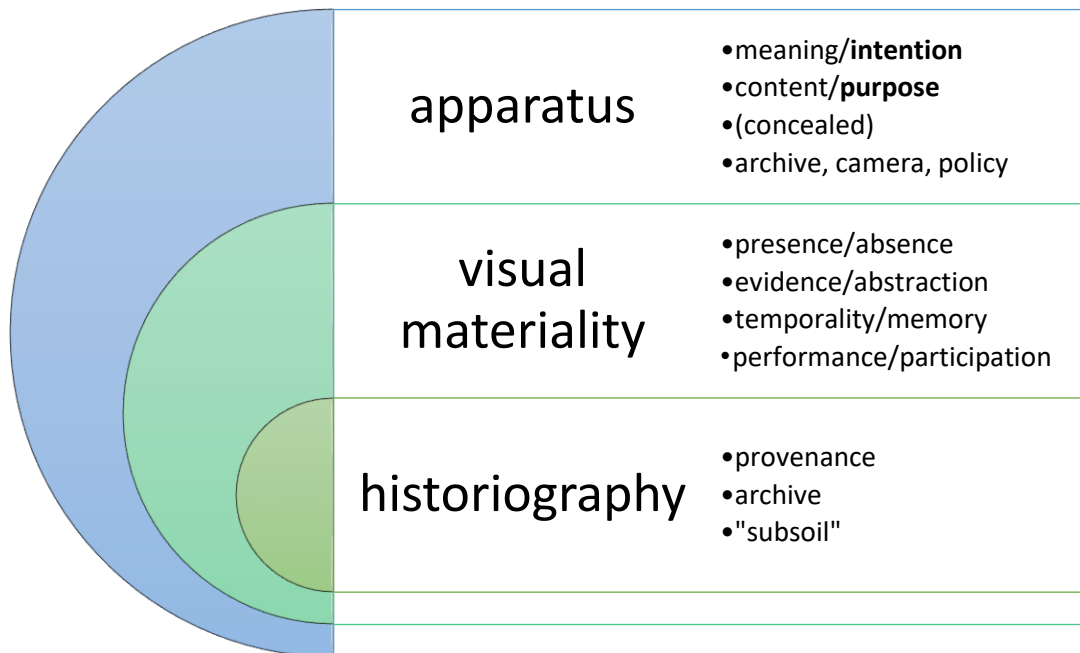 apparatus
•meaning/intention
•content/purpose
•(concealed)
•archive, camera, policy
visual
materiality
•presence/absence
•evidence/abstraction
•temporality/memory
•performance/participation
historiography
•provenance
•archive
•"subsoil"